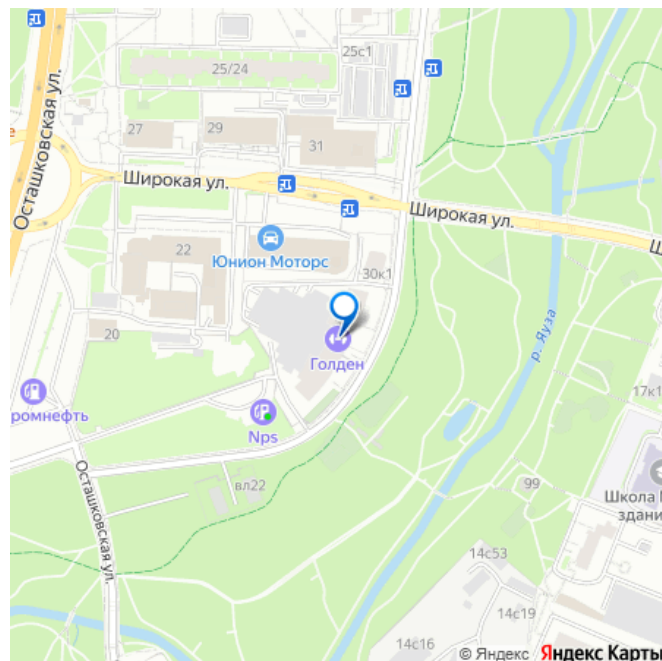 25с1
25/24
27
29
31
Осташковская ул.
Широкая ул.
Широкая ул.
22
Юнион Моторс
30к1
20
Голден
р. Яуза
ромнефть
Nps
17к1
Осташковская ул.
вл22
99
Школа
здани
14с53
14с19
14с16
© Яндекс Яндекс Карты